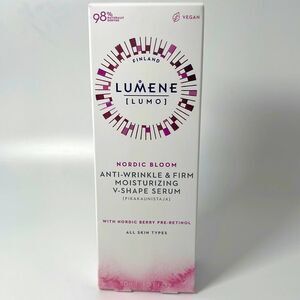 98%
VEGAN
FINLAND
LUMENE
[LUMO]
NORDIC BLOOM
ANTI-WRINKLE & FIRM
MOISTURIZING
V-SHAPE SERUM
[PIKAKAUNISTAJA]
WITH NORDIC BERRY PRE-RETINOL
ALL SKIN TYPES